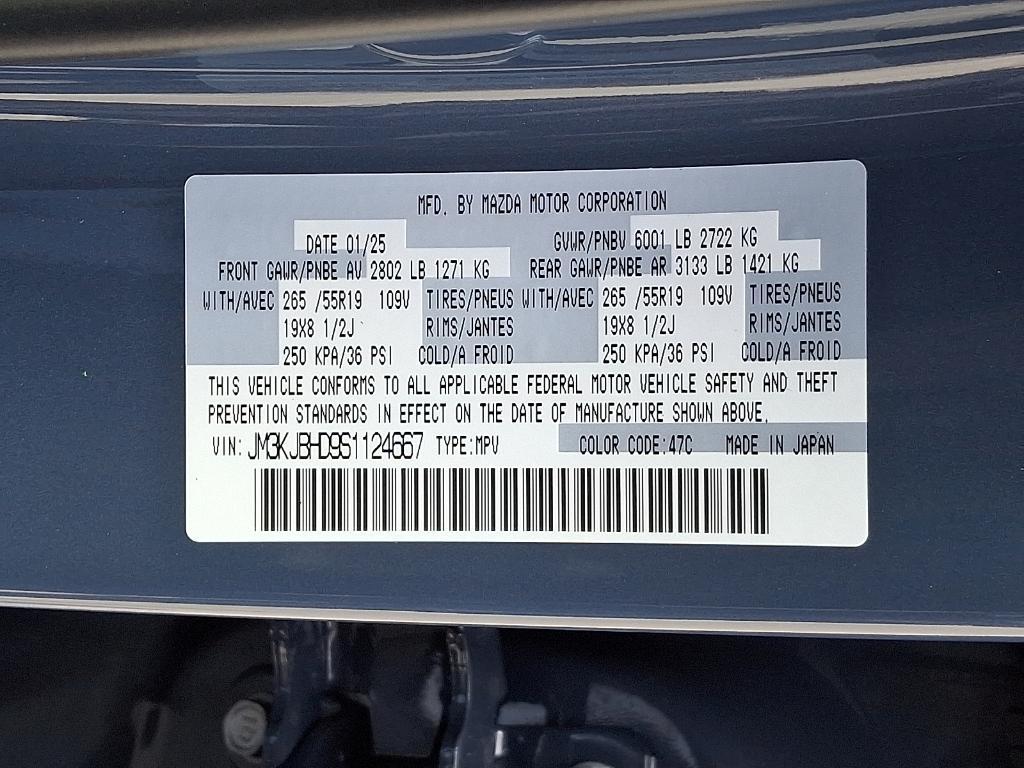 MFD. BY MAZDA MOTOR CORPORATION
DATE 01/25 GVWR/PNBV 6001 LB 2722 KG
FRONT GAWR/PNBE AV 2802 LB 1271 KG REAR GAWR/PNBE AR 3133 LB 1421 KG
WITH/AVEC 265 /55R19 109V TIRES/PNEUS WITH/AVEC 265 /55R19 109V TIRES/PNEUS
19X8 1/2J RIMS/JANTES 19X8 1/2J RIMS/JANTES
250 KPA/36 PSI COLD/A FROID 250 KPA/36 PSI COLD/A FROID
THIS VEHICLE CONFORMS TO ALL APPLICABLE FEDERAL MOTOR VEHICLE SAFETY AND THEFT
PREVENTION STANDARDS IN EFFECT ON THE DATE OF MANUFACTURE SHOWN ABOVE.
VIN: JM3KJBHD9S1124667 TYPE:MPV COLOR CODE:47C MADE IN JAPAN